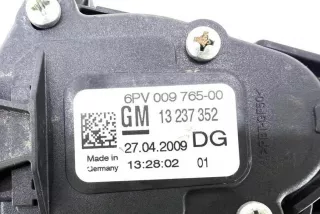 6PV 009 765-00
GM 13 237 352
27.04.2009 DG
Made in
Germany 13:28:02 01